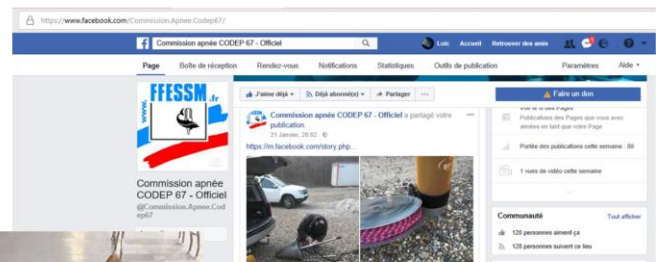 https://www.facebook.com/Commission.Apnee.Codep67/
Commission apnée CODEP 67 - Officiel
Loïc Accueil Retrouver des amis
Page Boîte de réception Rendez-vous Notifications Statistiques Outils de publication Paramètres Aide
FFESSM.fr
www.
J'aime déjà Déjà abonné(e) Partager ...
Faire un don
Commission apnée CODEP 67 - Officiel a partagé votre publication.
21 Janvier, 20:02
https://m.facebook.com/story.php...
Publications des Pages que vous avez aimées en tant que votre Page
Portée des publications cette semaine : 80
1 vues de vidéo cette semaine
Commission apnée
CODEP 67 - Officiel
@Commission.Apnee.Cod
ep67
Communauté Tout afficher
120 personnes aiment ça
128 personnes suivent ce lieu